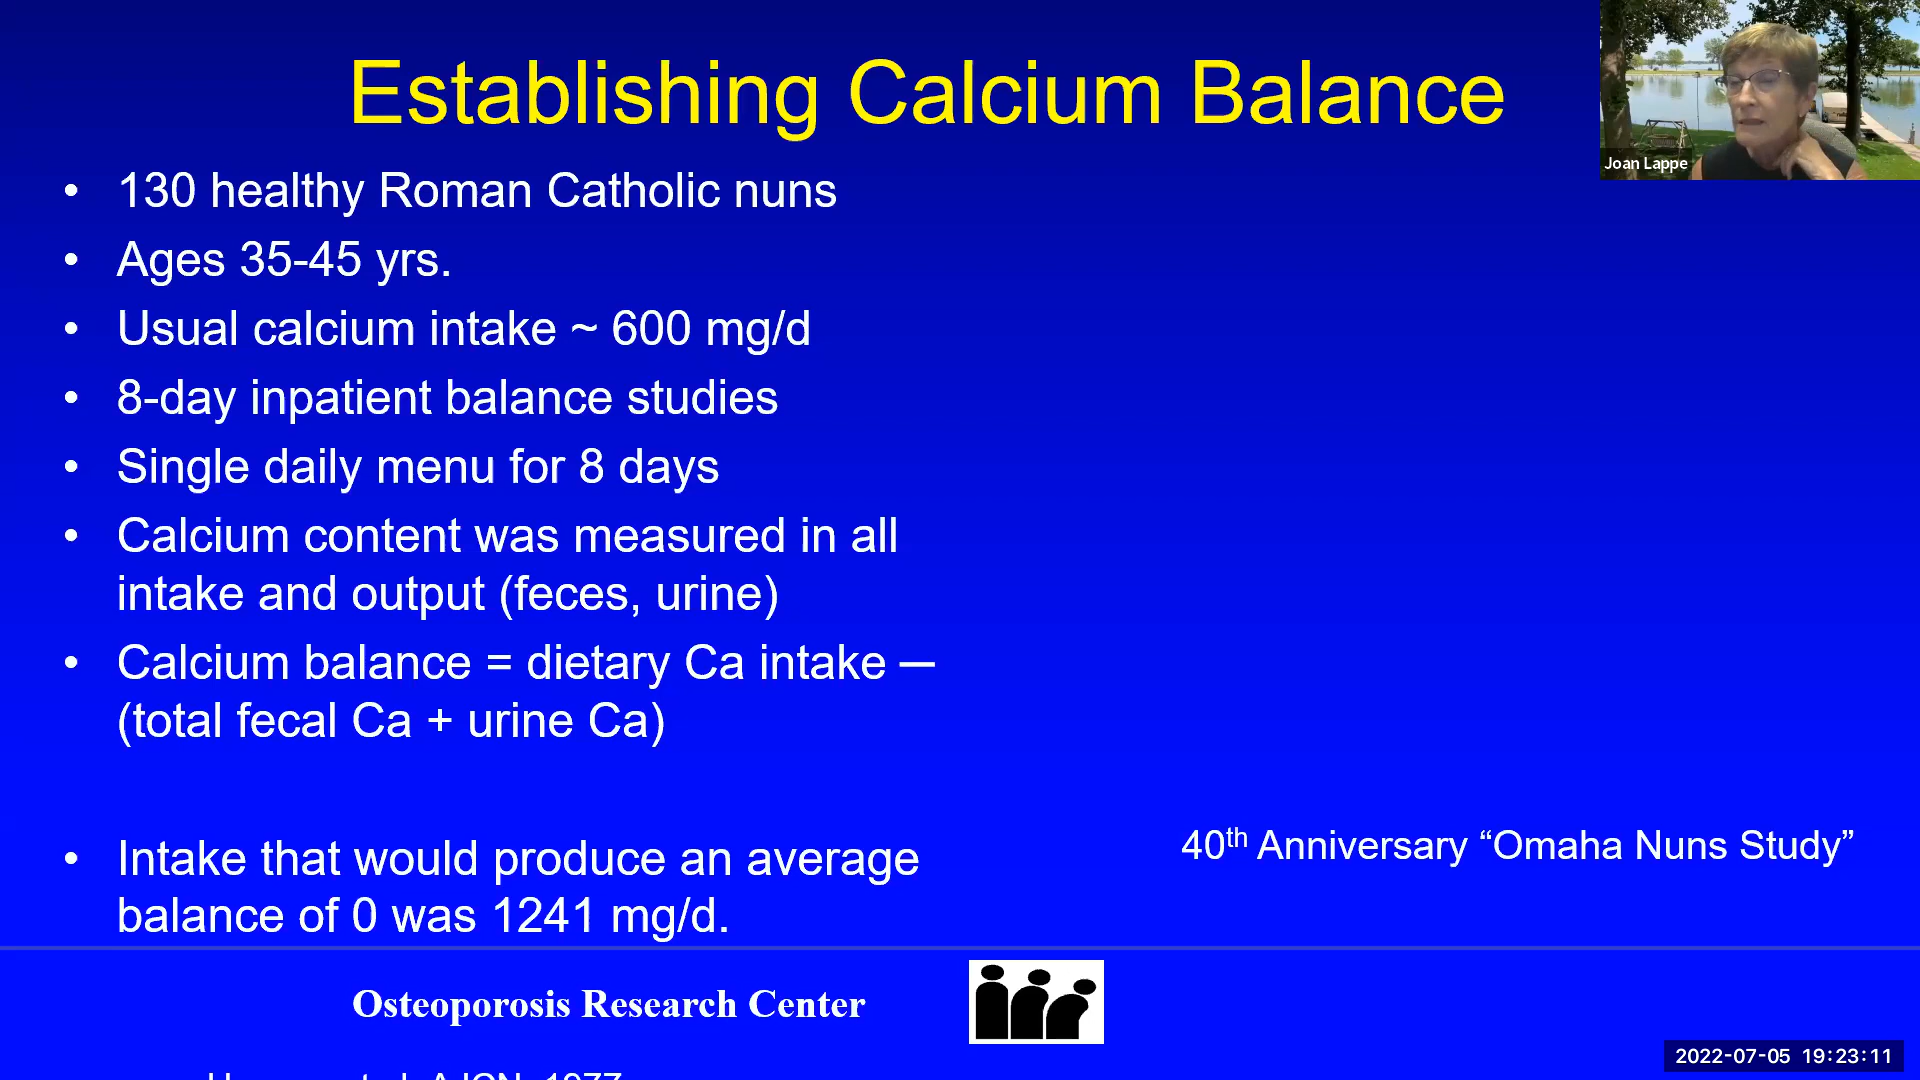 Establishing Calcium Balance
Joan Lappe
• 130 healthy Roman Catholic nuns
• Ages 35-45 yrs.
• Usual calcium intake ~ 600 mg/d
• 8-day inpatient balance studies
• Single daily menu for 8 days
• Calcium content was measured in all
intake and output (feces, urine)
• Calcium balance = dietary Ca intake —
(total fecal Ca + urine Ca)
• Intake that would produce an average
balance of 0 was 1241 mg/d.
40th Anniversary “Omaha Nuns Study”
Osteoporosis Research Center
2022-07-05 19:23:11